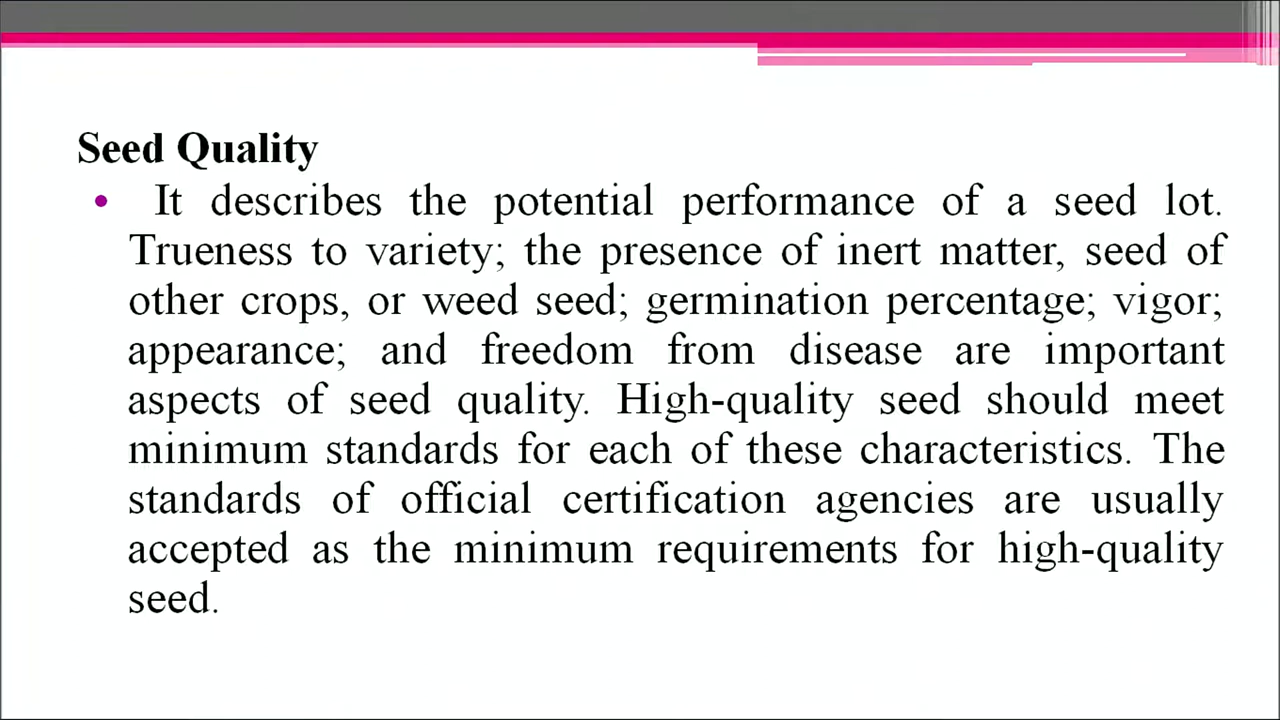 Seed Quality
• It describes the potential performance of a seed lot.
Trueness to variety; the presence of inert matter, seed of
other crops, or weed seed; germination percentage; vigor;
appearance; and freedom from disease are important
aspects of seed quality. High-quality seed should meet
minimum standards for each of these characteristics. The
standards of official certification agencies are usually
accepted as the minimum requirements for high-quality
seed.